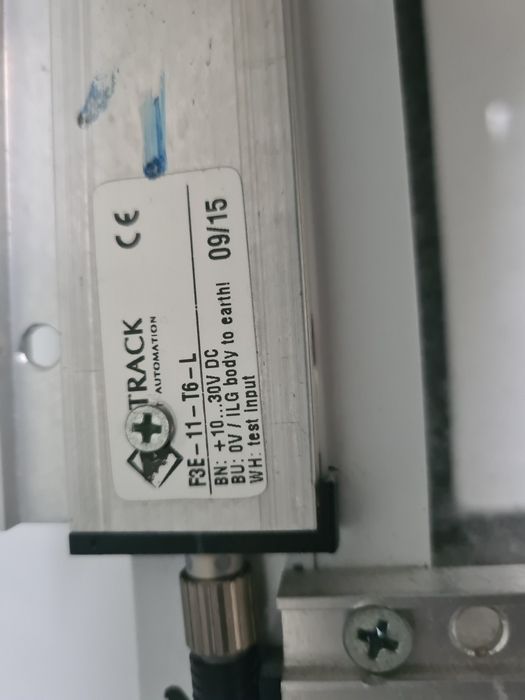 TRACK
AUTOMATION
CE
F3E-11-T6-L
BN: +10...30V DC
BU: 0V / ILG body to earth!
WH: test input
09/15